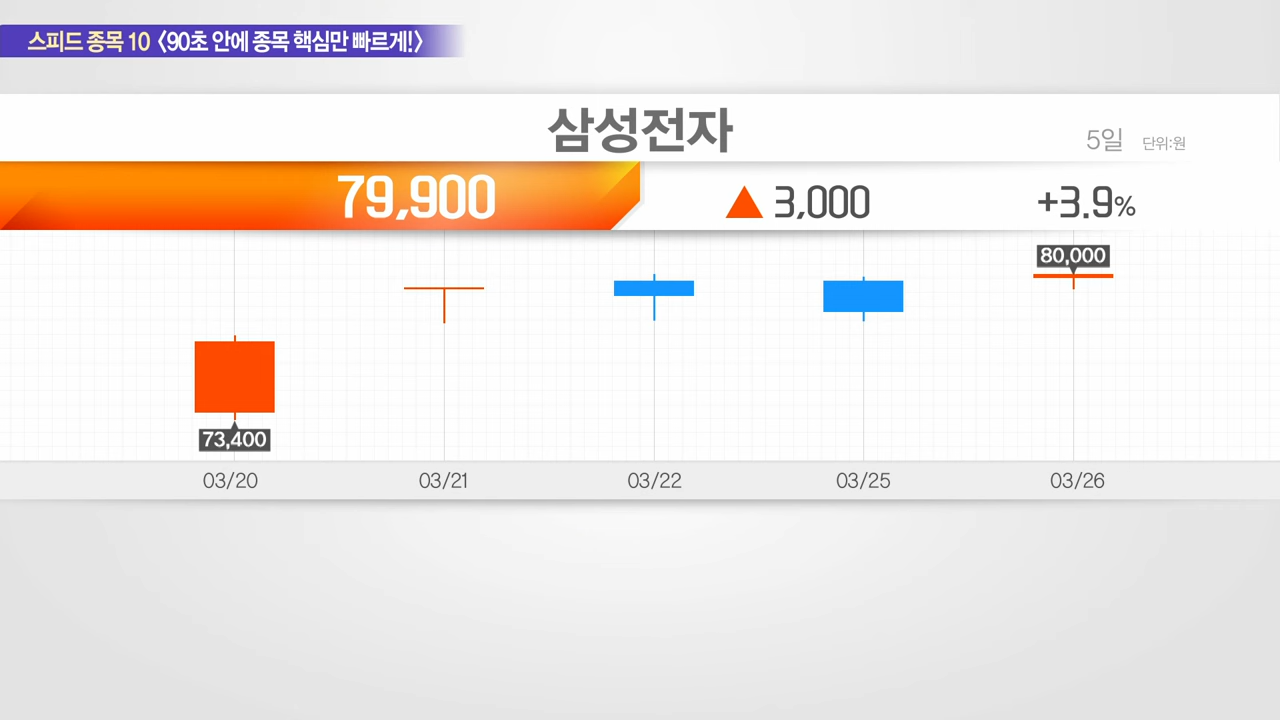 스피드 종목 10 〈90초 안에 종목 핵심만 빠르게!〉
삼성전자
5일 단위:원
79,900 ▲ 3,000 +3.9%
80,000
73,400
03/20 03/21 03/22 03/25 03/26